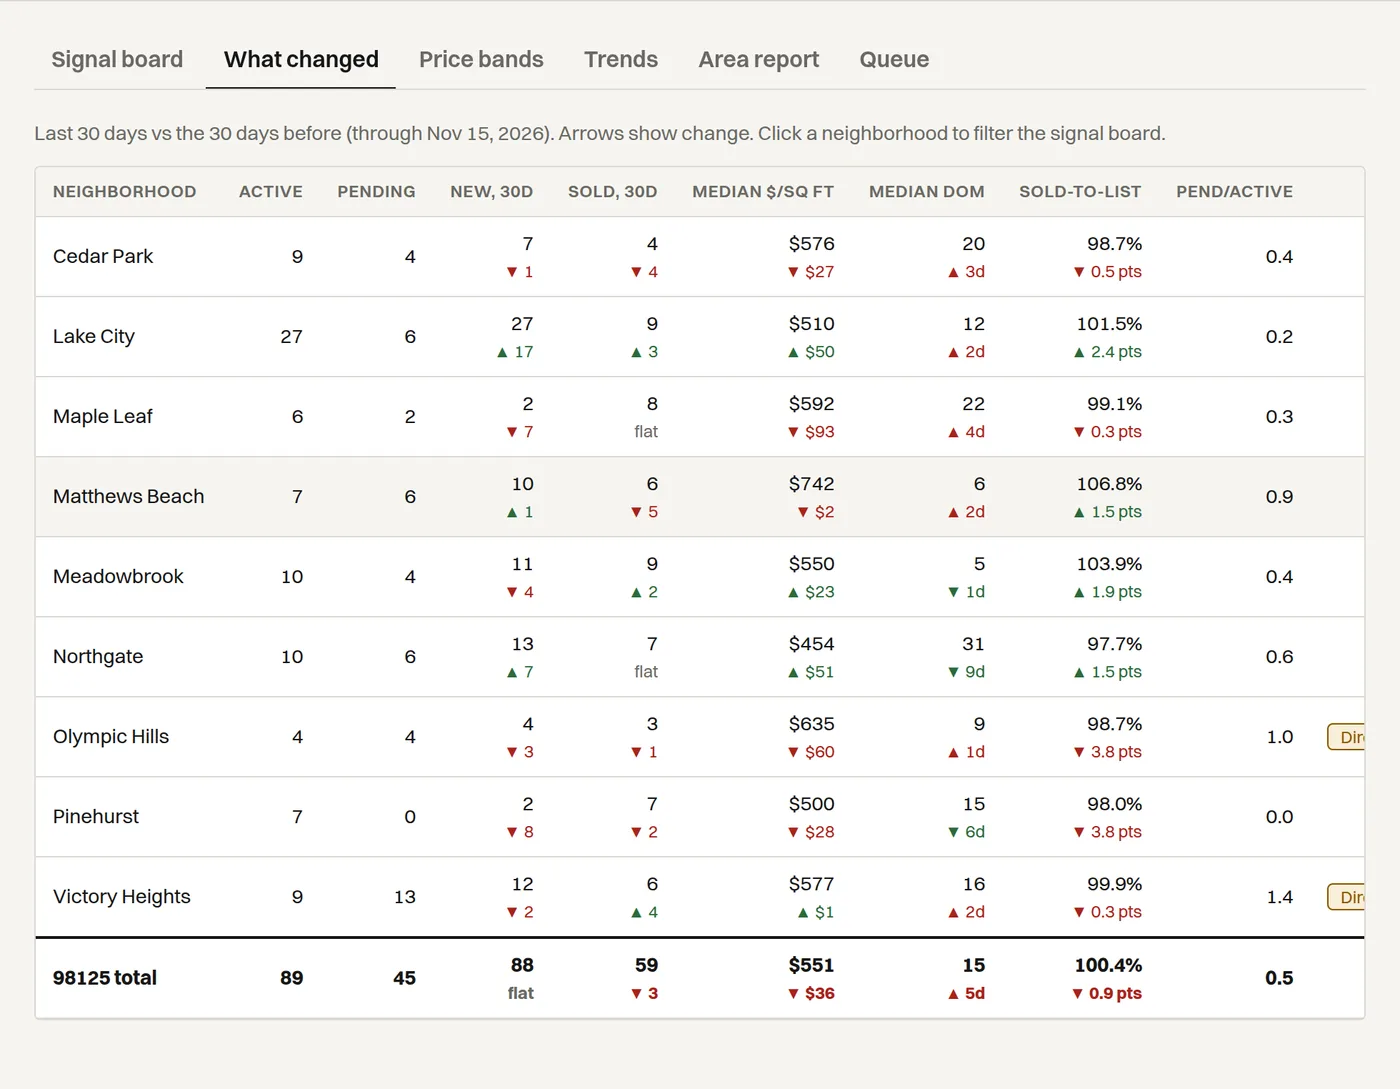 Signal board What changed Price bands Trends Area report Queue
Last 30 days vs the 30 days before (through Nov 15, 2026). Arrows show change. Click a neighborhood to filter the signal board.
NEIGHBORHOOD ACTIVE PENDING NEW, 30D SOLD, 30D MEDIAN $/SQ FT MEDIAN DOM SOLD-TO-LIST PEND/ACTIVE
Cedar Park 9 4 7 4 $576 20 98.7% 0.4
▼ 1 ▼ 4 ▼ $27 ▲ 3d ▼ 0.5 pts
Lake City 27 6 27 9 $510 12 101.5% 0.2
▲ 17 ▲ 3 ▲ $50 ▲ 2d ▲ 2.4 pts
Maple Leaf 6 2 2 8 $592 22 99.1% 0.3
▼ 7 flat ▼ $93 ▲ 4d ▼ 0.3 pts
Matthews Beach 7 6 10 6 $742 6 106.8% 0.9
▲ 1 ▼ 5 ▼ $2 ▲ 2d ▲ 1.5 pts
Meadowbrook 10 4 11 9 $550 5 103.9% 0.4
▼ 4 ▲ 2 ▲ $23 ▼ 1d ▲ 1.9 pts
Northgate 10 6 13 7 $454 31 97.7% 0.6
▲ 7 flat ▲ $51 ▼ 9d ▲ 1.5 pts
Olympic Hills 4 4 4 3 $635 9 98.7% 1.0
▼ 3 ▼ 1 ▼ $60 ▲ 1d ▼ 3.8 pts
Pinehurst 7 0 2 7 $500 15 98.0% 0.0
▼ 8 ▼ 2 ▼ $28 ▼ 6d ▼ 3.8 pts
Victory Heights 9 13 12 6 $577 16 99.9% 1.4
▼ 2 ▲ 4 ▲ $1 ▲ 2d ▼ 0.3 pts
98125 total 89 45 88 59 $551 15 100.4% 0.5
flat ▼ 3 ▼ $36 ▲ 5d ▼ 0.9 pts